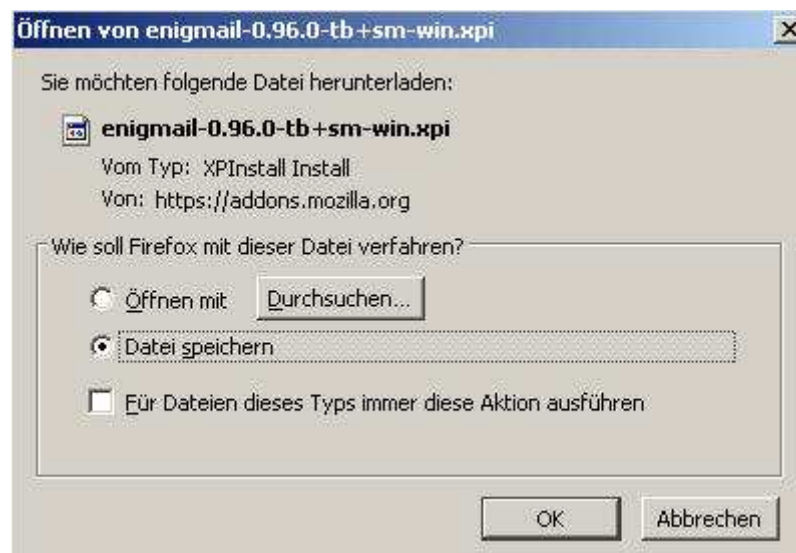 Öffnen von enigmail-0.96.0-tb+sm-win.xpi
Sie möchten folgende Datei herunterladen:
enigmail-0.96.0-tb+sm-win.xpi
Vom Typ: XPInstall Install
Von: https://addons.mozilla.org
Wie soll Firefox mit dieser Datei verfahren?
Öffnen mit Durchsuchen...
Datei speichern
Für Dateien dieses Typs immer diese Aktion ausführen
OK Abbrechen